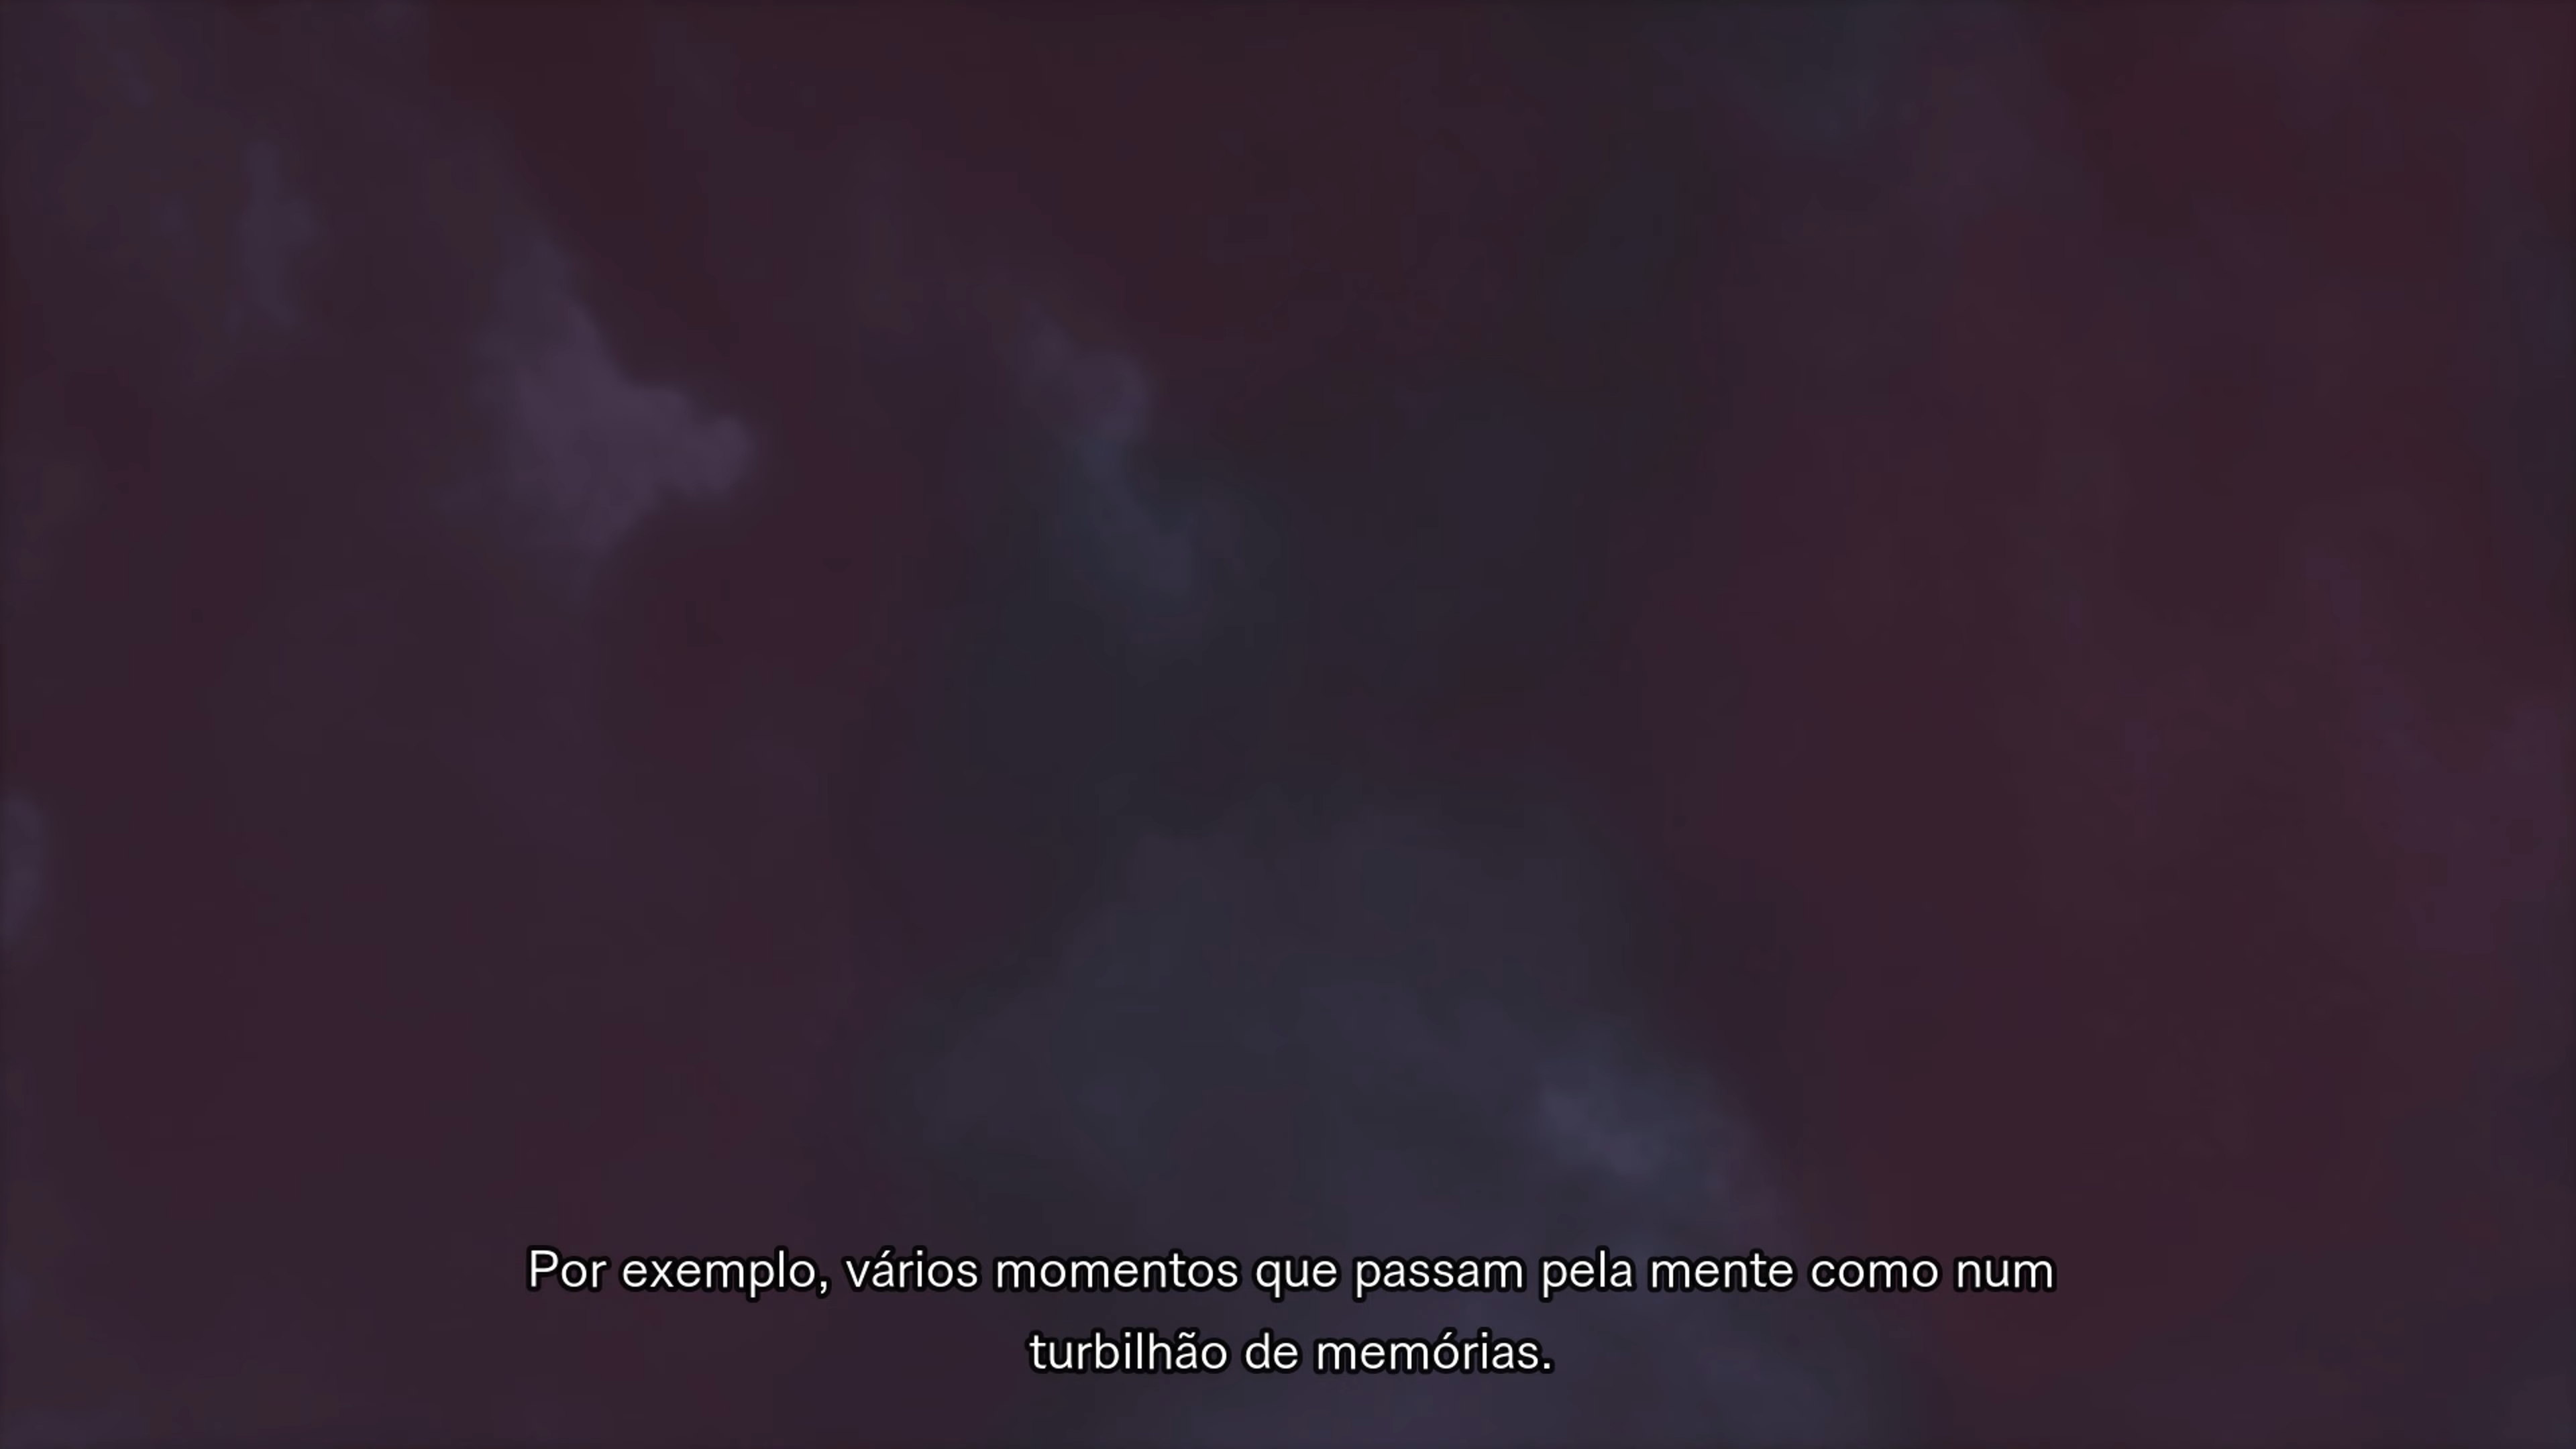 Por exemplo, vários momentos que passam pela mente como num
turbilhão de memórias.